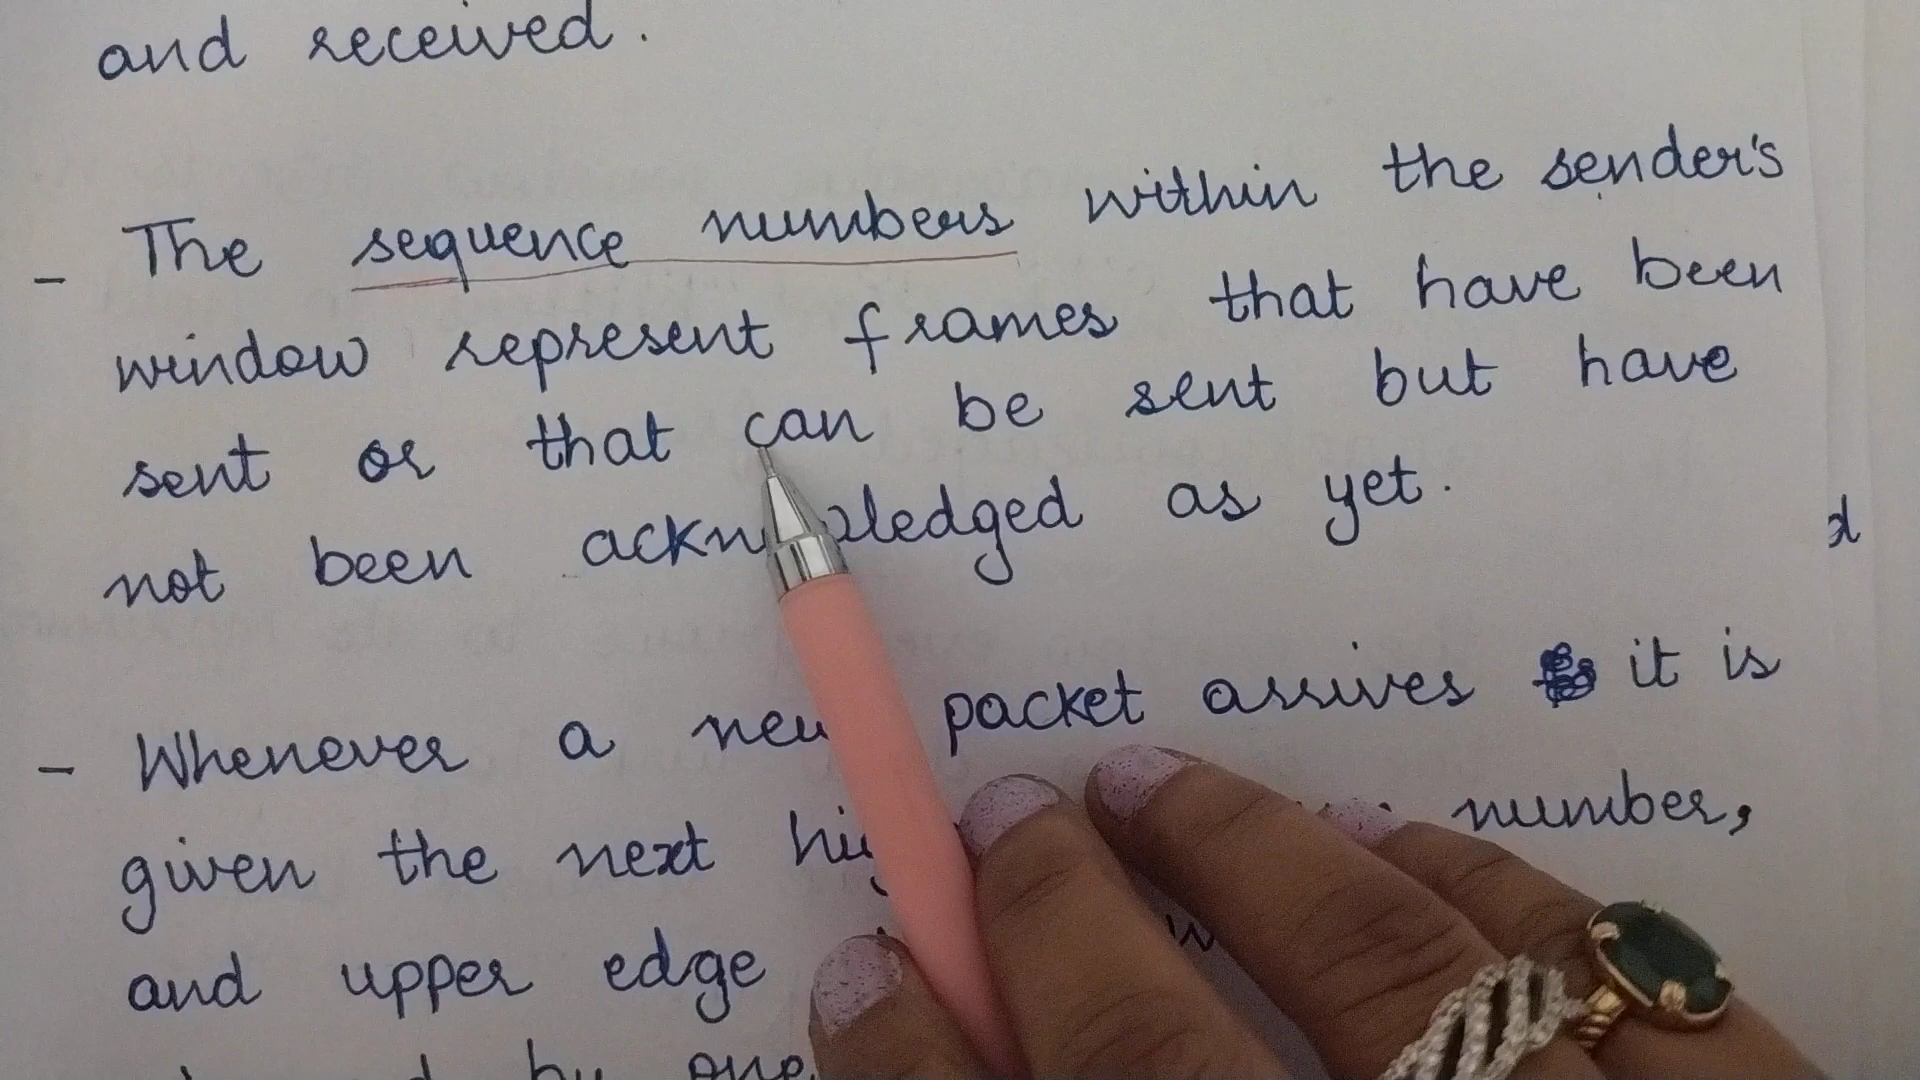 and received.
- The sequence numbers within the sender's
window represent frames that have been
sent or that can be sent but have
not been as yet.
- Whenever a packet arrives it is
given the next number,
and upper edge
by one